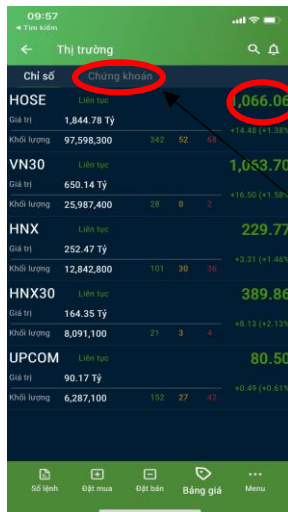 09:57
◄ Tìm kiếm
Thị trường
Chỉ số Chứng khoán
HOSE Liên tục 1,066.06
Giá trị 1,844.78 Tỷ
+14.48 (+1.38%
Khối lượng 97,598,300 342 52 68
VN30 Liên tục 1,063.70
Giá trị 650.14 Tỷ
+16.50 (+1.58%
Khối lượng 25,987,400 28 0 2
HNX Liên tục 229.77
Giá trị 252.47 Tỷ
+3.31 (+1.46%
Khối lượng 12,842,800 101 30 36
HNX30 Liên tục 389.86
Giá trị 164.35 Tỷ
+8.13 (+2.13%
Khối lượng 8,091,100 21 3 4
UPCOM Liên tục 80.50
Giá trị 90.17 Tỷ
+0.49 (+0.61%
Khối lượng 6,287,100 152 27 42
Sổ lệnh Đặt mua Đặt bán Bảng giá Menu